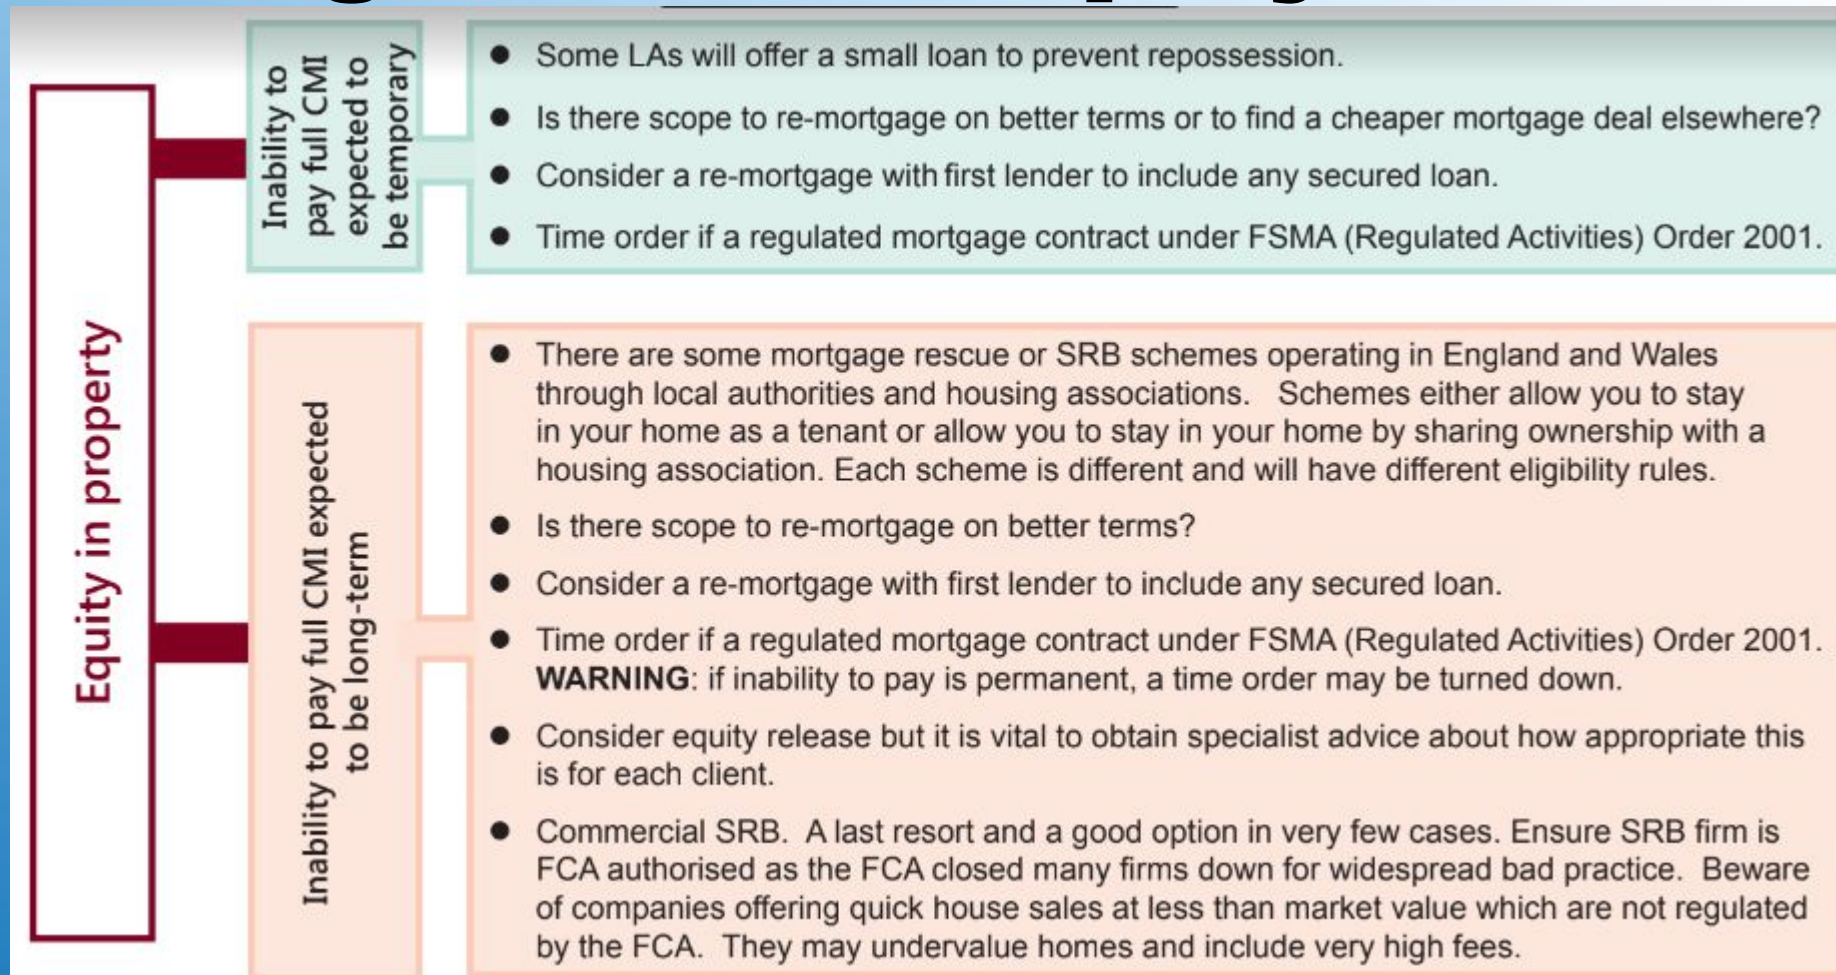 Equity in property
Inability to
pay full CMI
expected to
be temporary
● Some LAs will offer a small loan to prevent repossession.
● Is there scope to re-mortgage on better terms or to find a cheaper mortgage deal elsewhere?
● Consider a re-mortgage with first lender to include any secured loan.
● Time order if a regulated mortgage contract under FSMA (Regulated Activities) Order 2001.
Inability to pay full CMI expected
to be long-term
● There are some mortgage rescue or SRB schemes operating in England and Wales
through local authorities and housing associations. Schemes either allow you to stay
in your home as a tenant or allow you to stay in your home by sharing ownership with a
housing association. Each scheme is different and will have different eligibility rules.
● Is there scope to re-mortgage on better terms?
● Consider a re-mortgage with first lender to include any secured loan.
● Time order if a regulated mortgage contract under FSMA (Regulated Activities) Order 2001.
WARNING: if inability to pay is permanent, a time order may be turned down.
● Consider equity release but it is vital to obtain specialist advice about how appropriate this
is for each client.
● Commercial SRB. A last resort and a good option in very few cases. Ensure SRB firm is
FCA authorised as the FCA closed many firms down for widespread bad practice. Beware
of companies offering quick house sales at less than market value which are not regulated
by the FCA. They may undervalue homes and include very high fees.